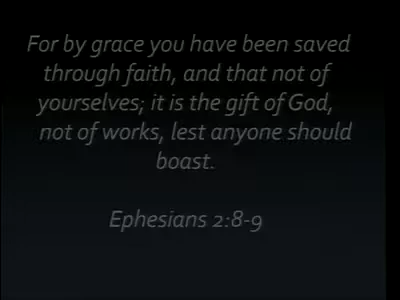 For by grace you have been saved
through faith, and that not of
yourselves; it is the gift of God,
not of works, lest anyone should
boast.
Ephesians 2:8-9